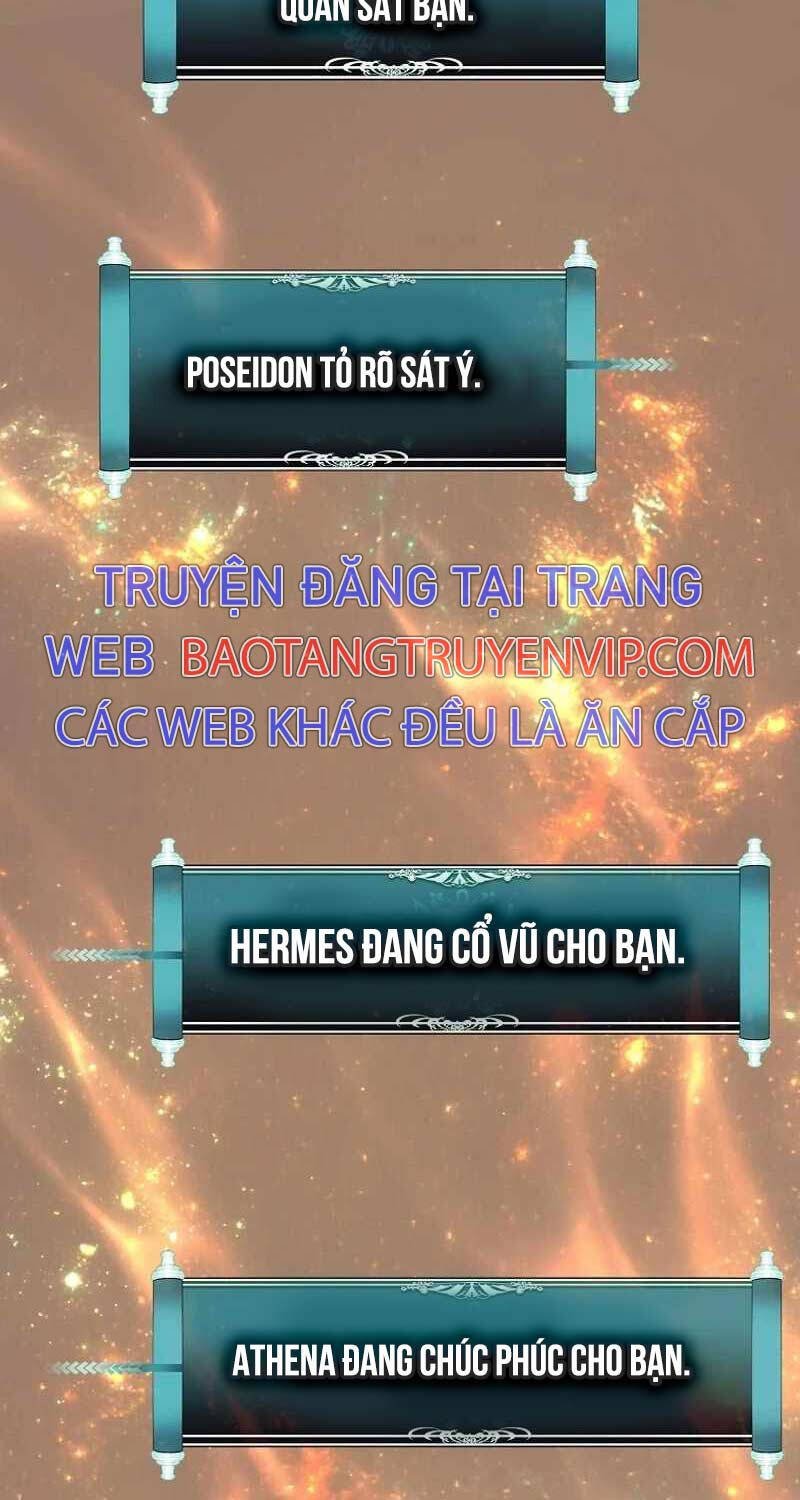 QUAN SÁT BẠN.
POSEIDON TỎ RÕ SÁT Ý.
TRUYỆN ĐĂNG TẠI TRANG
WEB BAOTANGTRUYENVIP.COM
CÁC WEB KHÁC ĐỀU LÀ ĂN CẮP
HERMES ĐANG CỔ VŨ CHO BẠN.
ATHENA ĐANG CHÚC PHÚC CHO BẠN.